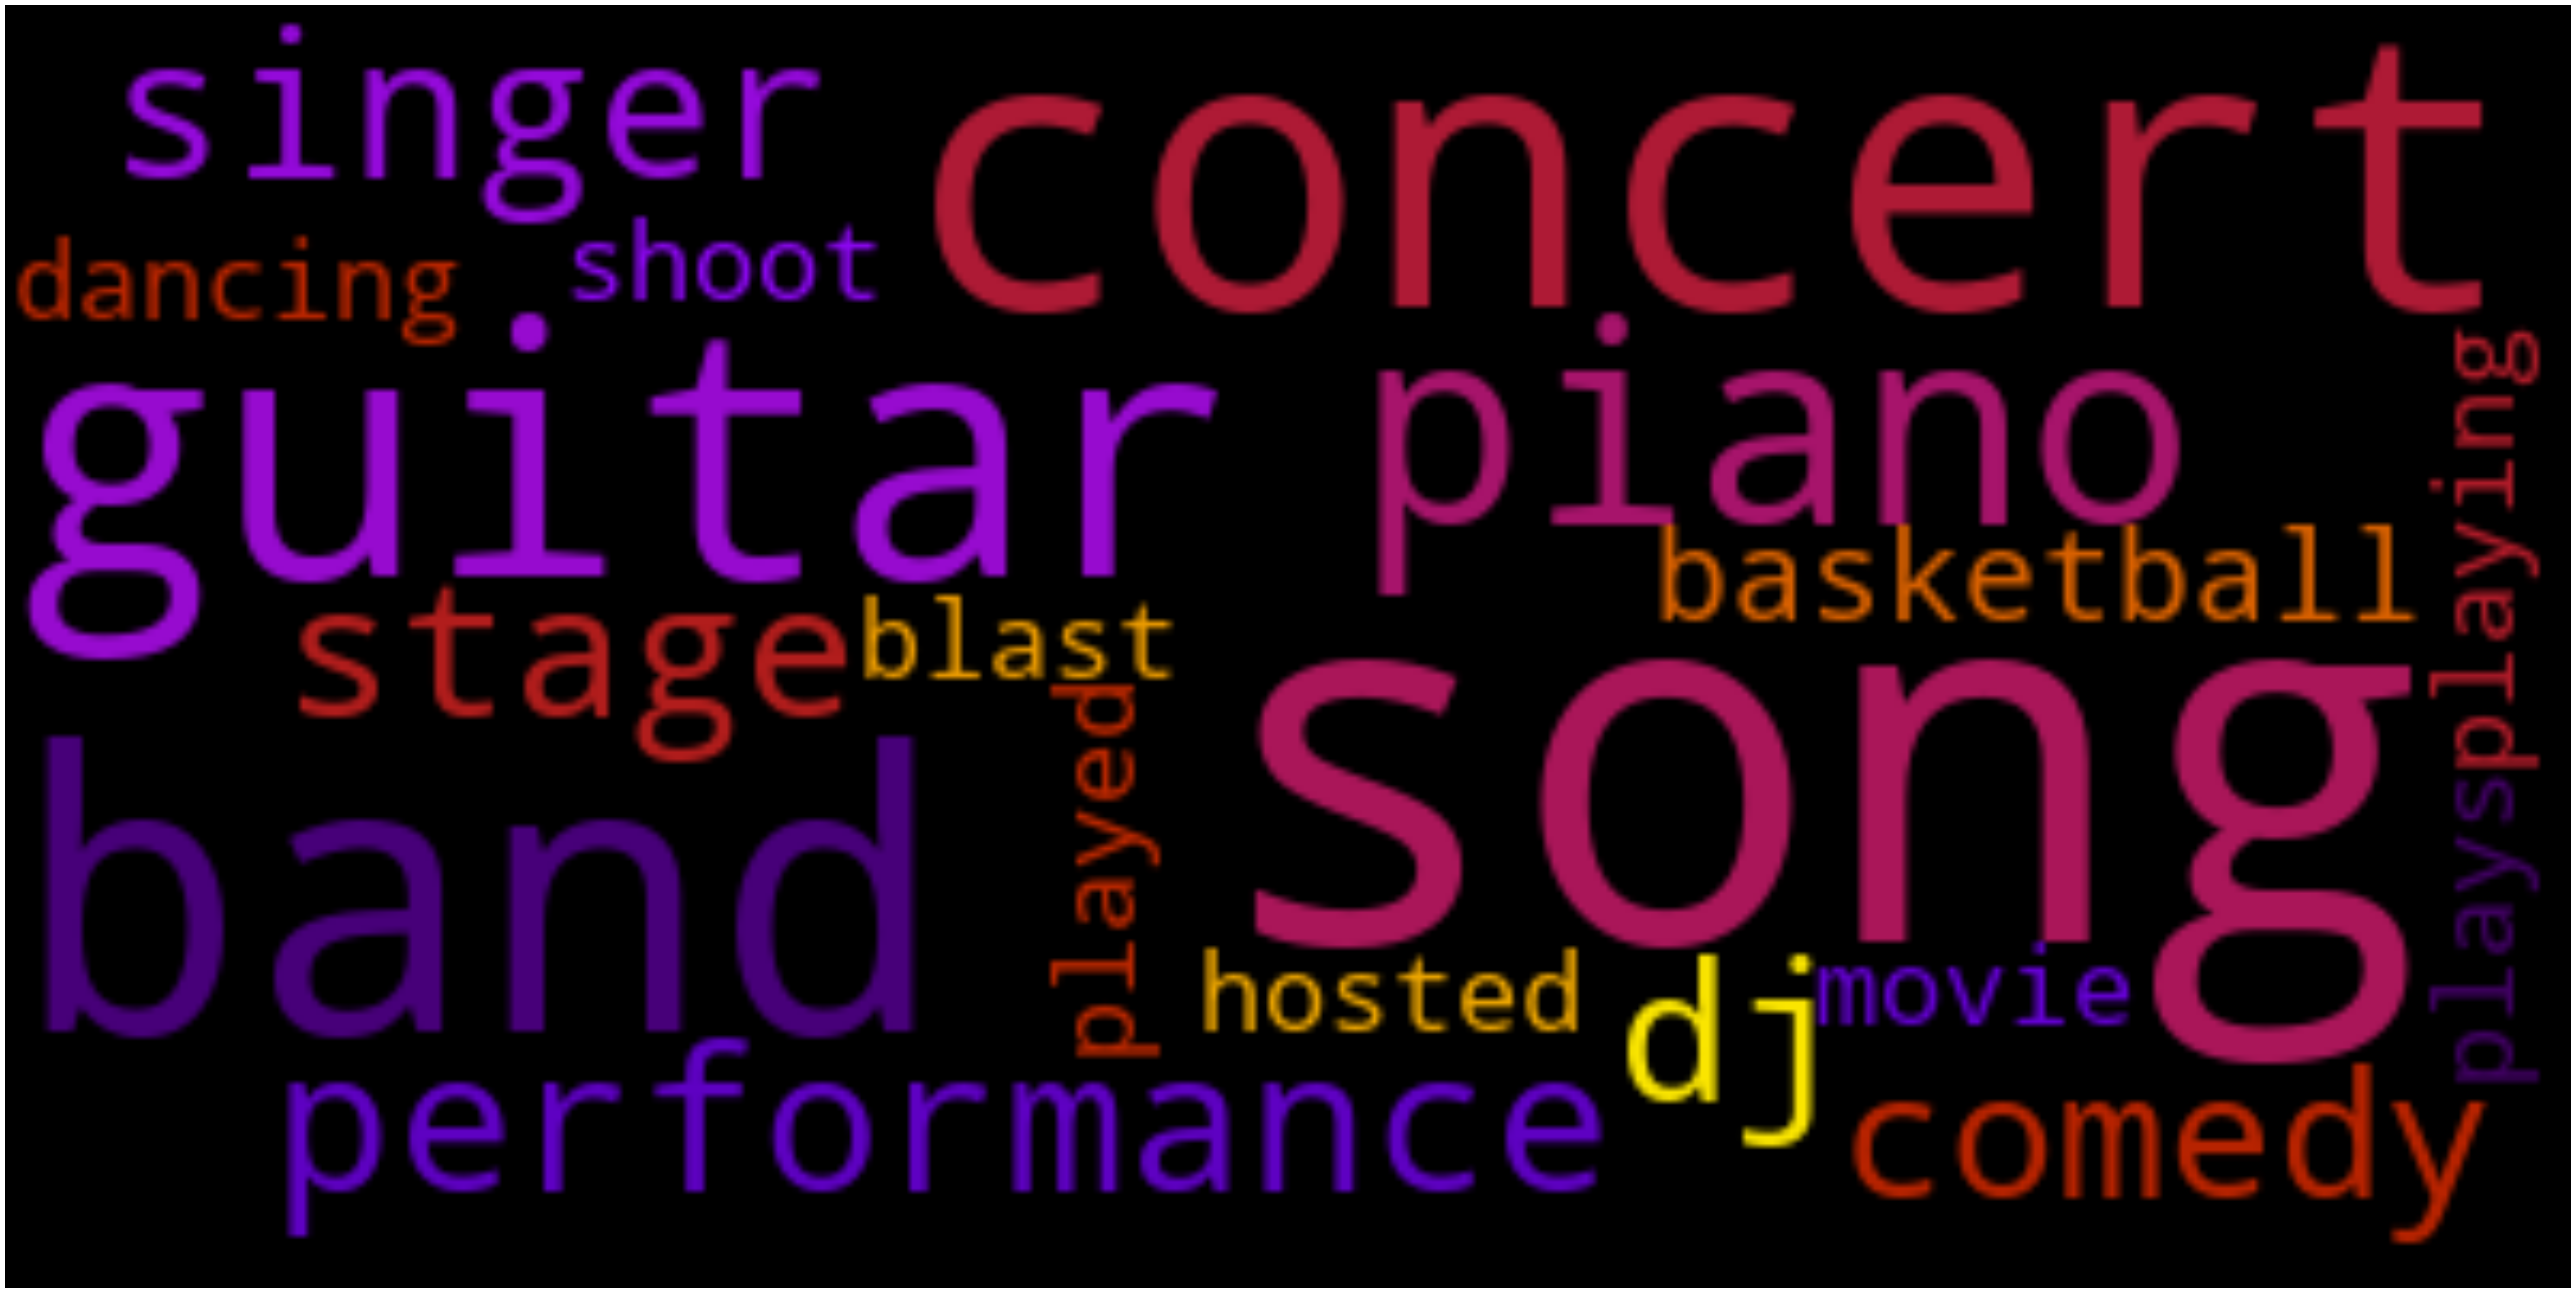 singer
concert
dancing
shoot
guitar
piano
playing
basketball
stage
blast
song
played
band
plays
hosted
dj
movie
performance
comedy